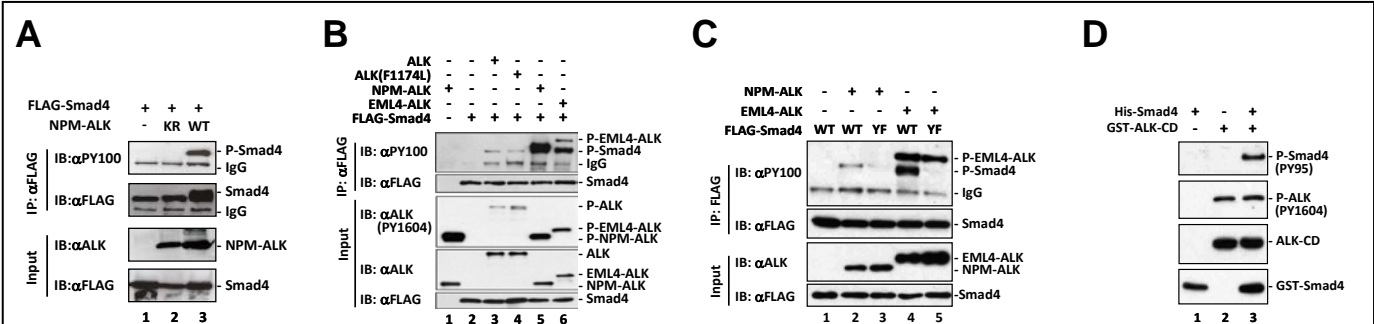 A
FLAG-Smad4 + + +
NPM-ALK - KR WT
IP: αFLAG
IB:αPY100
P-Smad4
IgG
IB:αFLAG
Smad4
IgG
Input
IB:αALK
NPM-ALK
IB:αFLAG
Smad4
1 2 3
B
ALK - - + - - -
ALK(F1174L) - - - + - -
NPM-ALK + - - - + -
EML4-ALK - - - - - +
FLAG-Smad4 - + + + + +
IP: αFLAG
IB: αPY100
P-EML4-ALK
P-Smad4
IgG
IB: αFLAG
Smad4
Input
IB: αALK
(PY1604)
P-ALK
P-EML4-ALK
P-NPM-ALK
IB: αALK
ALK
EML4-ALK
NPM-ALK
IB: αFLAG
Smad4
1 2 3 4 5 6
C
NPM-ALK - + + - -
EML4-ALK - - - + +
FLAG-Smad4 WT WT YF WT YF
IP: FLAG
IB: αPY100
P-EML4-ALK
P-Smad4
IgG
IB: αFLAG
Smad4
Input
IB: αALK
EML4-ALK
NPM-ALK
IB: αFLAG
Smad4
1 2 3 4 5
D
His-Smad4 + - +
GST-ALK-CD - + +
P-Smad4
(PY95)
P-ALK
(PY1604)
ALK-CD
GST-Smad4
1 2 3